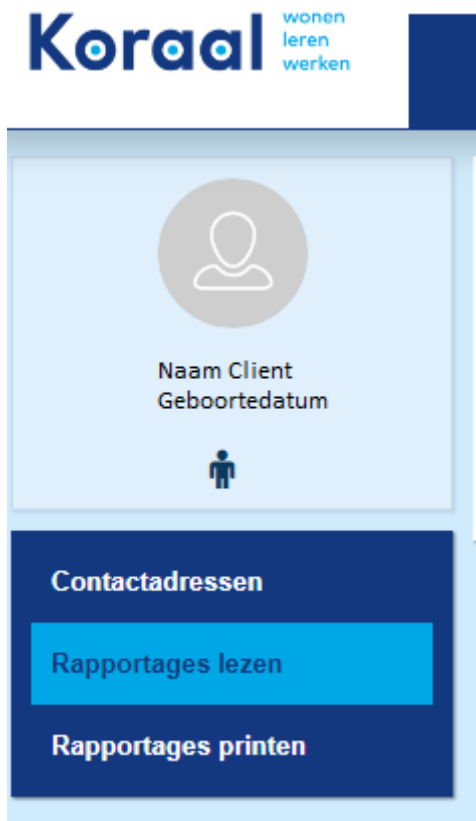 Koraal
wonen
leren
werken
Naam Client
Geboortedatum
Contactadressen
Rapportages lezen
Rapportages printen